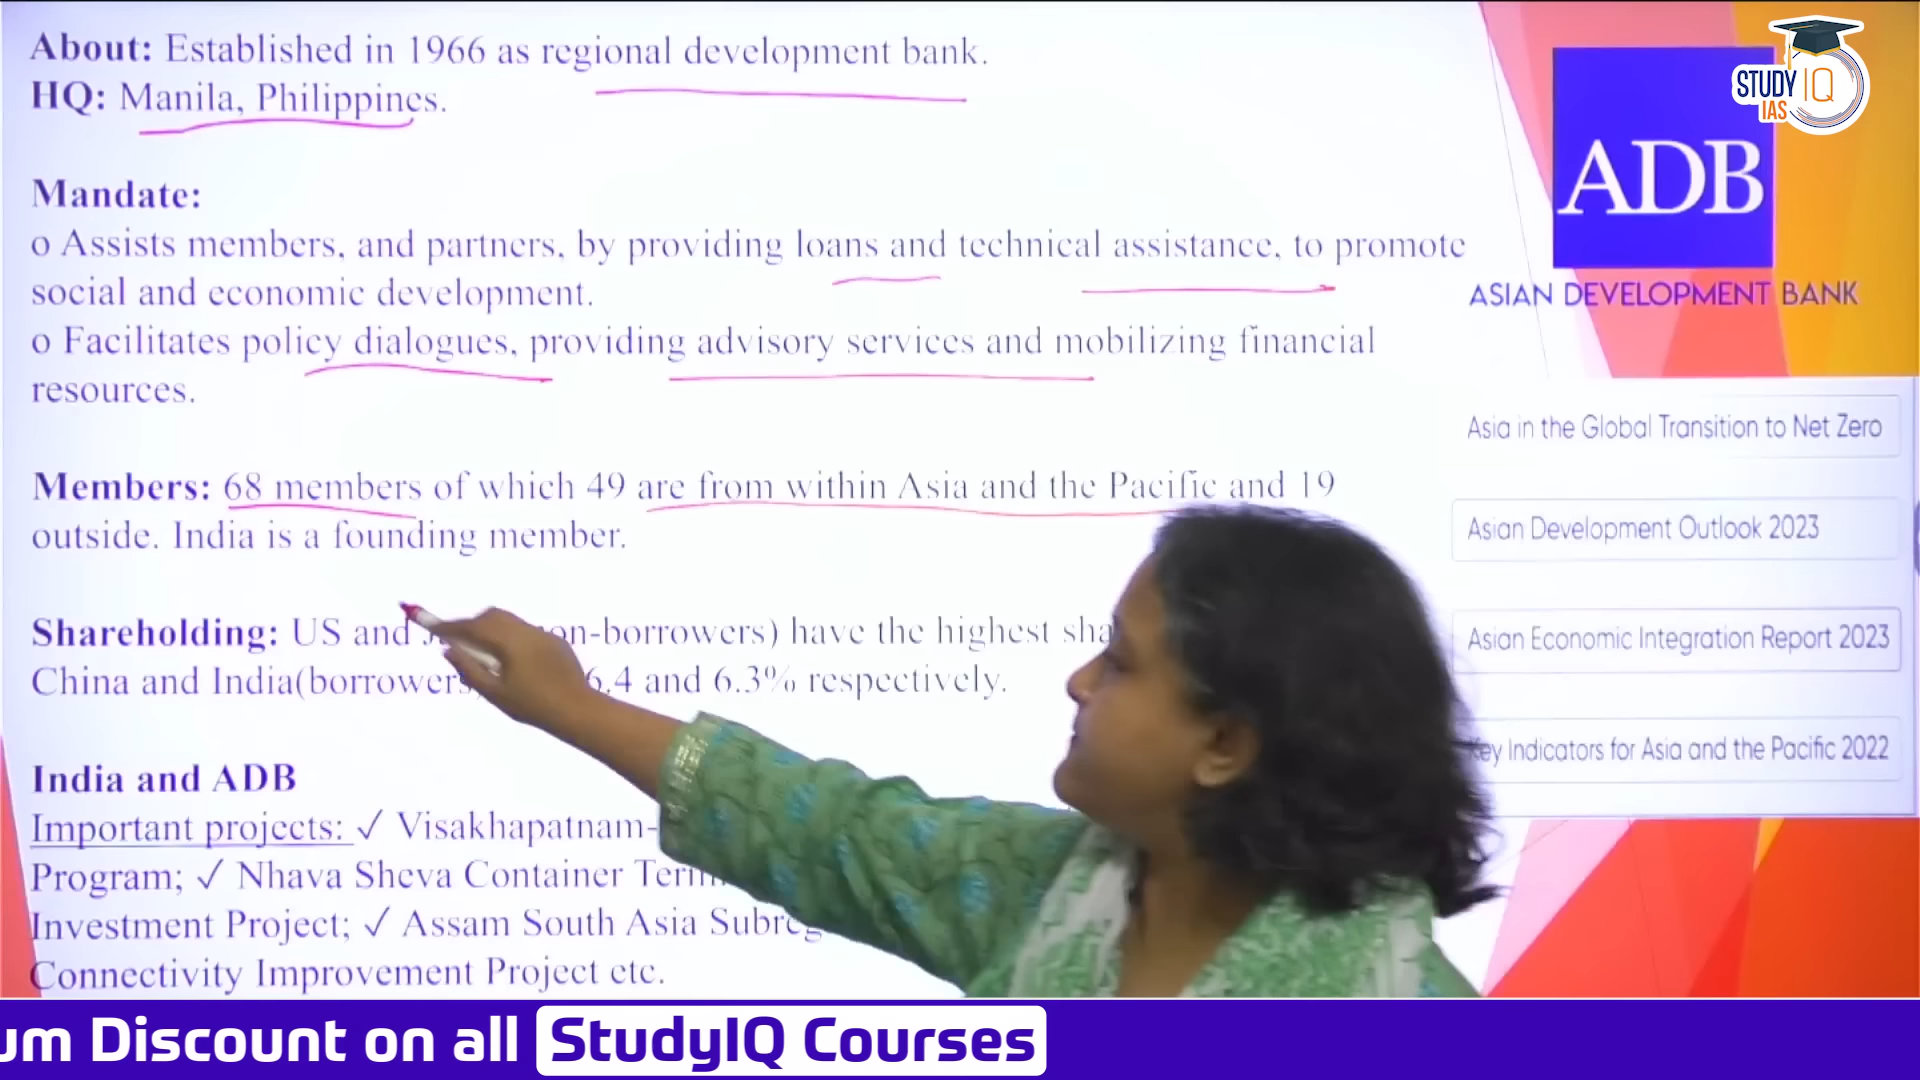 About: Established in 1966 as regional development bank.
HQ: Manila, Philippines.
Mandate:
o Assists members, and partners, by providing loans and technical assistance, to promote
social and economic development.
o Facilitates policy dialogues, providing advisory services and mobilizing financial
resources.
Members: 68 members of which 49 are from within Asia and the Pacific and 19
outside. India is a founding member.
Shareholding: US and on-borrowers) have the highest sha
China and India(borrowers 6.4 and 6.3% respectively.
India and ADB
Important projects: ✓ Visakhapatnam-
Program; ✓ Nhava Sheva Container Term
Investment Project; ✓ Assam South Asia Subreg
Connectivity Improvement Project etc.
STUDY IQ
IAS
ADB
ASIAN DEVELOPMENT BANK
Asia in the Global Transition to Net Zero
Asian Development Outlook 2023
Asian Economic Integration Report 2023
Key Indicators for Asia and the Pacific 2022
um Discount on all StudyIQ Courses